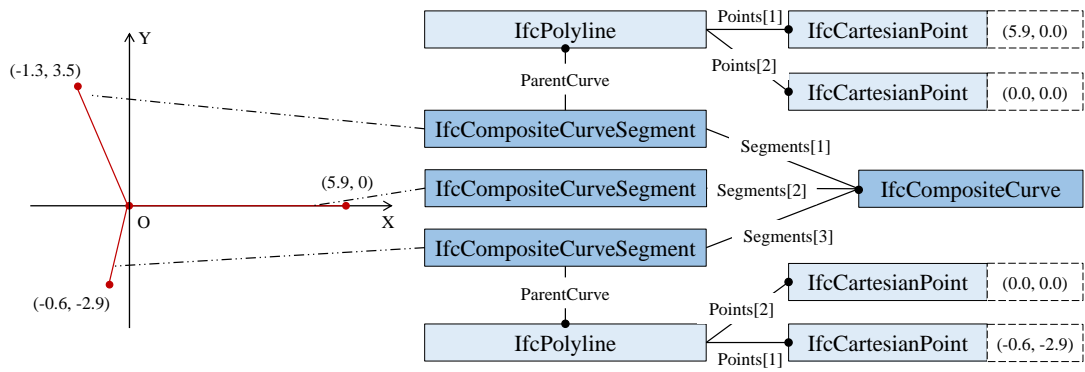 Y
(-1.3, 3.5)
(5.9, 0)
O
X
(-0.6, -2.9)
IfcPolyline
Points[1]
IfcCartesianPoint
(5.9, 0.0)
Points[2]
IfcCartesianPoint
(0.0, 0.0)
ParentCurve
IfcCompositeCurveSegment
Segments[1]
IfcCompositeCurveSegment
Segments[2]
IfcCompositeCurve
IfcCompositeCurveSegment
Segments[3]
ParentCurve
IfcCartesianPoint
(0.0, 0.0)
Points[2]
IfcPolyline
Points[1]
IfcCartesianPoint
(-0.6, -2.9)